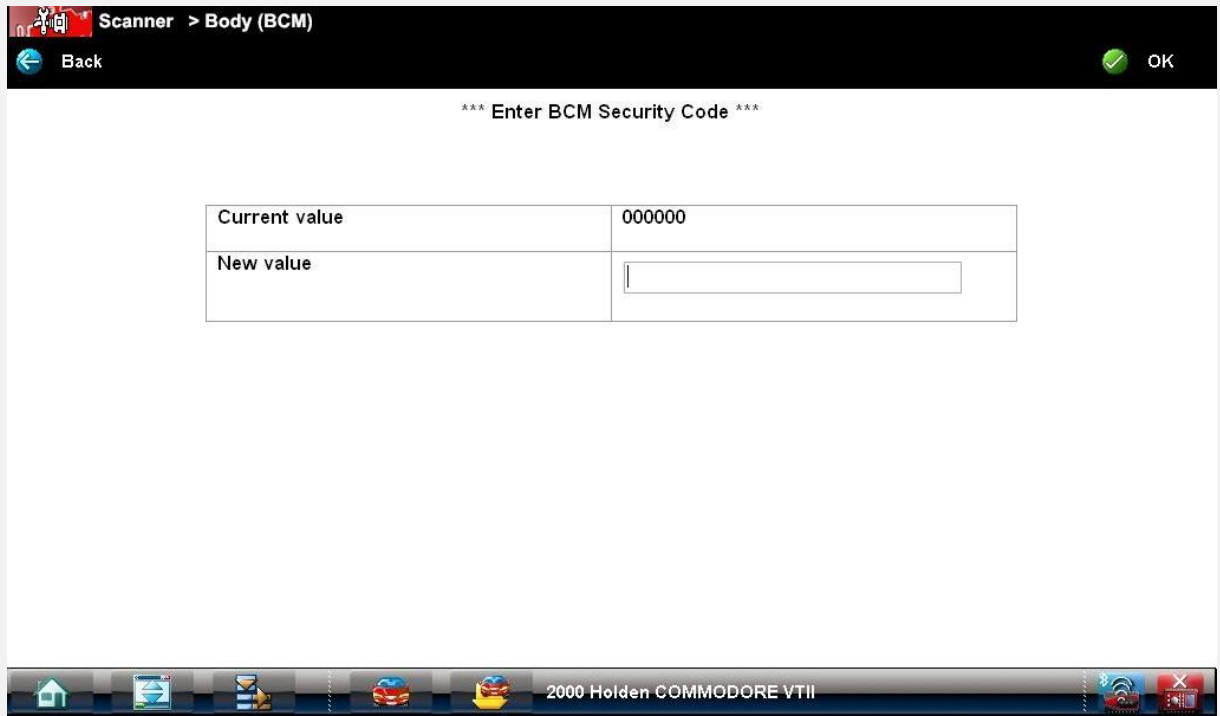 Scanner > Body (BCM)
Back
OK
*** Enter BCM Security Code ***
Current value 000000
New value
2000 Holden COMMODORE VTII